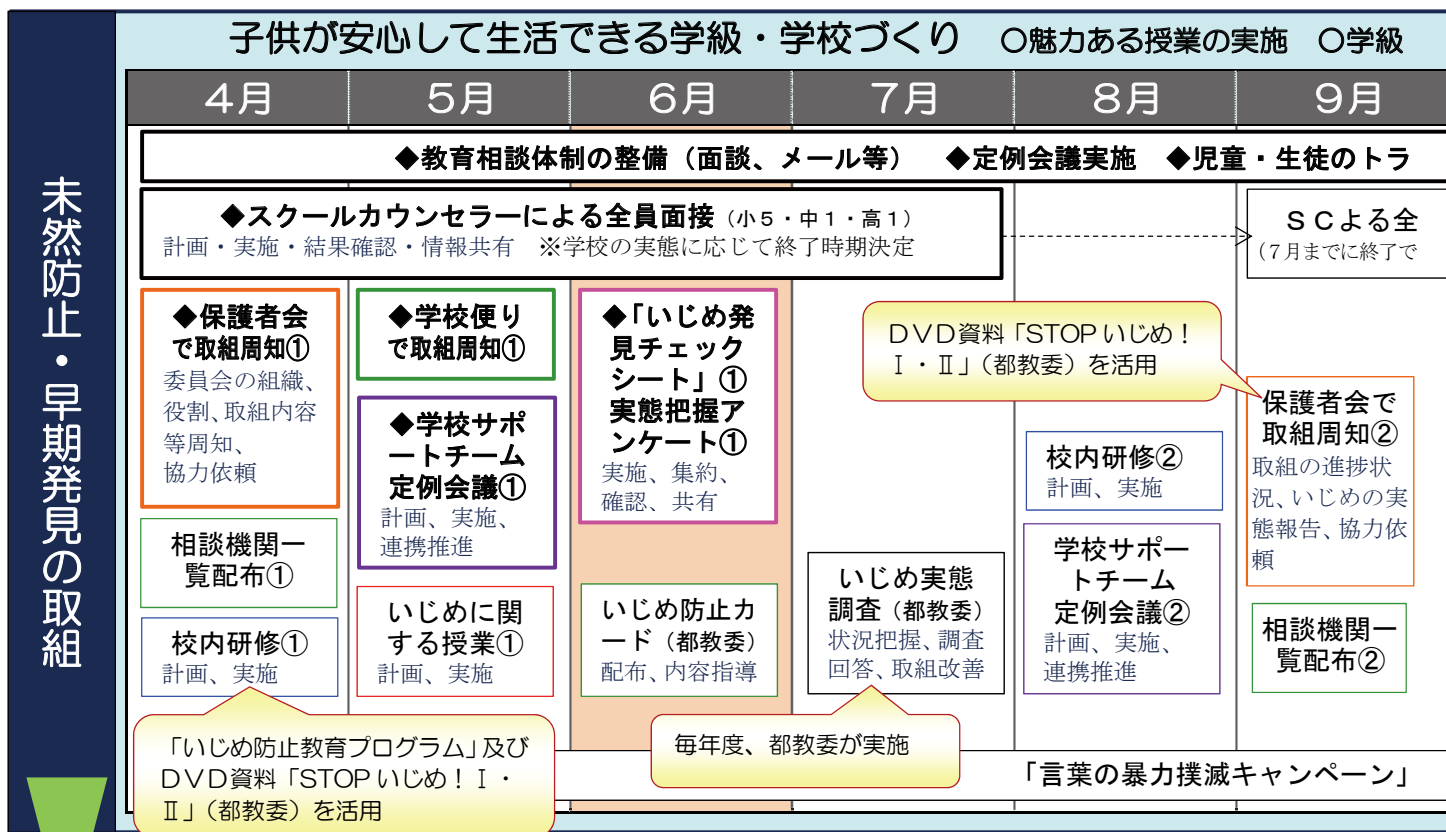 子供が安心して生活できる学級・学校づくり ○魅力ある授業の実施 ○学級
4月 5月 6月 7月 8月 9月
未然防止・早期発見の取組
◆教育相談体制の整備（面談、メール等） ◆定例会議実施 ◆児童・生徒のトラ
◆スクールカウンセラーによる全員面接（小５・中１・高１）
計画・実施・結果確認・情報共有 ※学校の実態に応じて終了時期決定
ＳＣよる全
（７月までに終了で
◆保護者会
で取組周知①
委員会の組織、
役割、取組内容
等周知、
協力依頼
相談機関一
覧配布①
校内研修①
計画、実施
「いじめ防止教育プログラム」及び
ＤＶＤ資料「STOPいじめ！Ⅰ・
Ⅱ」（都教委）を活用
◆学校便り
で取組周知①
◆学校サポ
ートチーム
定例会議①
計画、実施、
連携推進
いじめに関
する授業①
計画、実施
◆「いじめ発
見チェック
シート」①
実態把握ア
ンケート①
実施、集約、
確認、共有
いじめ防止カ
ード（都教委）
配布、内容指導
いじめ実態
調査（都教委）
状況把握、調査
回答、取組改善
毎年度、都教委が実施
校内研修②
計画、実施
学校サポー
トチーム
定例会議②
計画、実施、
連携推進
ＤＶＤ資料「STOPいじめ！
Ⅰ・Ⅱ」（都教委）を活用
保護者会で
取組周知②
取組の進捗状
況、いじめの実
態報告、協力依
頼
相談機関一
覧配布②
「言葉の暴力撲滅キャンペーン」